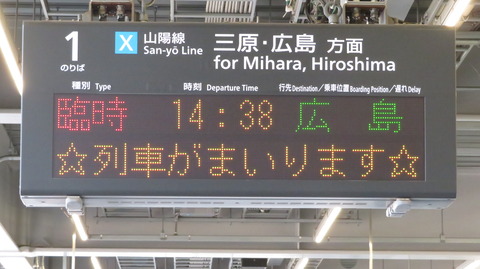 1 X 山陽線 三原・広島 方面
のりば San-yō Line for Mihara, Hiroshima
種別 Type 時刻 Departure Time 行先 Destination／乗車位置 Boarding Position／遅れ Delay
臨時 14:38 広島
☆列車がまいります☆